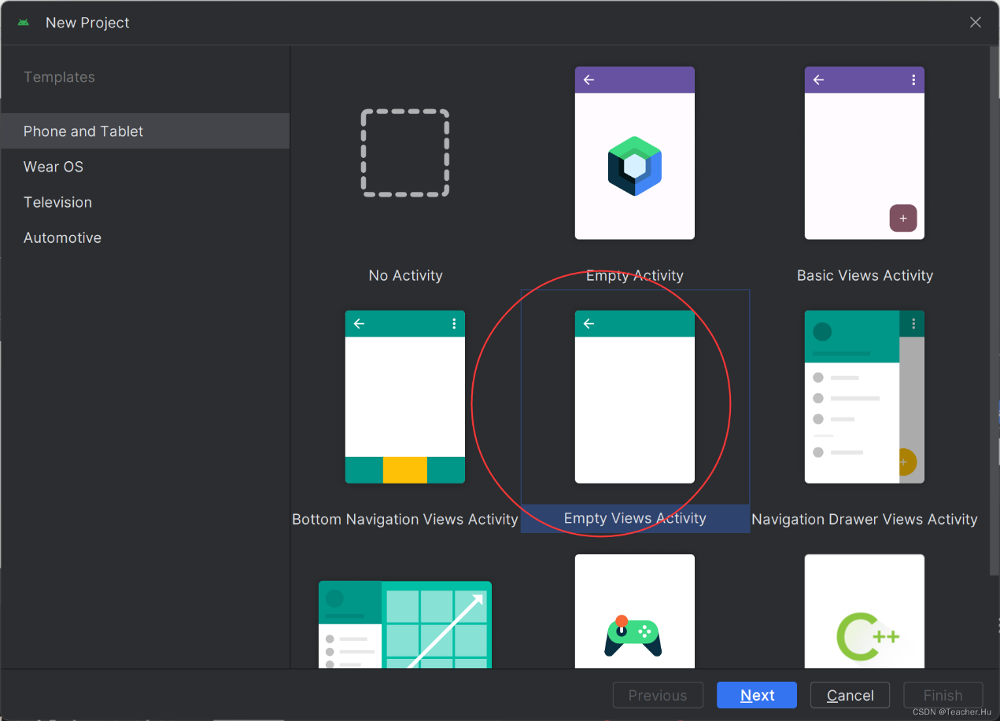 New Project
Templates
Phone and Tablet
Wear OS
Television
Automotive
No Activity
Empty Activity
Basic Views Activity
Bottom Navigation Views Activity
Empty Views Activity
Navigation Drawer Views Activity
C++
Previous
Next
Cancel
Finish
CSDN @Teacher.Hu